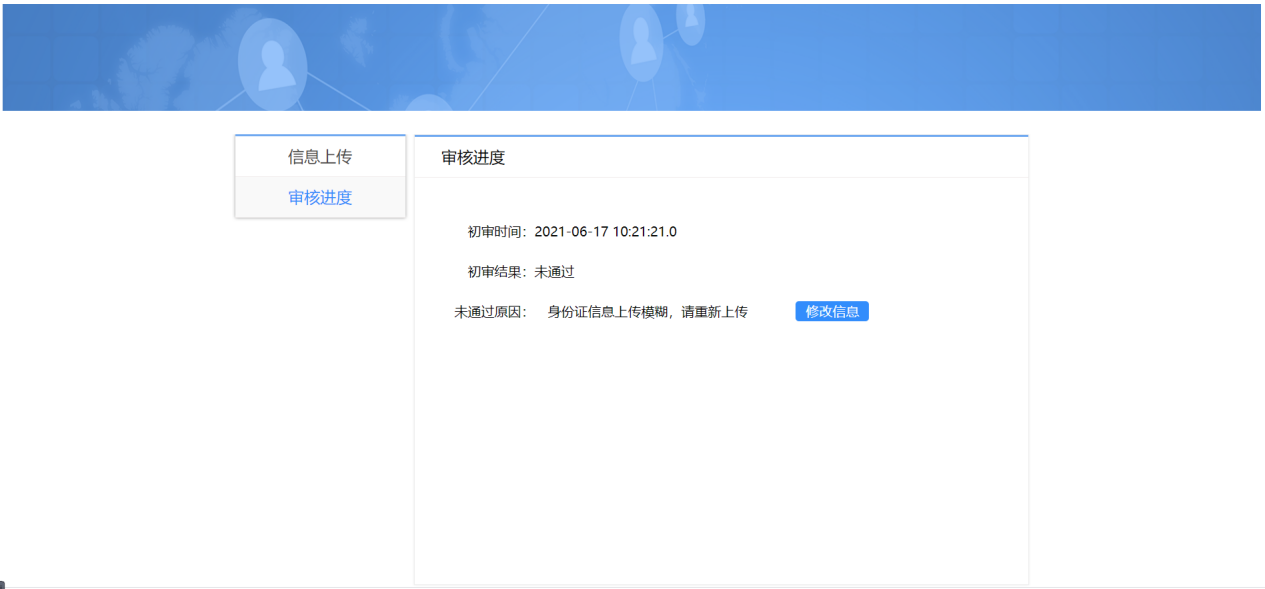 信息上传
审核进度
审核进度
初审时间：2021-06-17 10:21:21.0
初审结果：未通过
未通过原因： 身份证信息上传模糊，请重新上传 修改信息